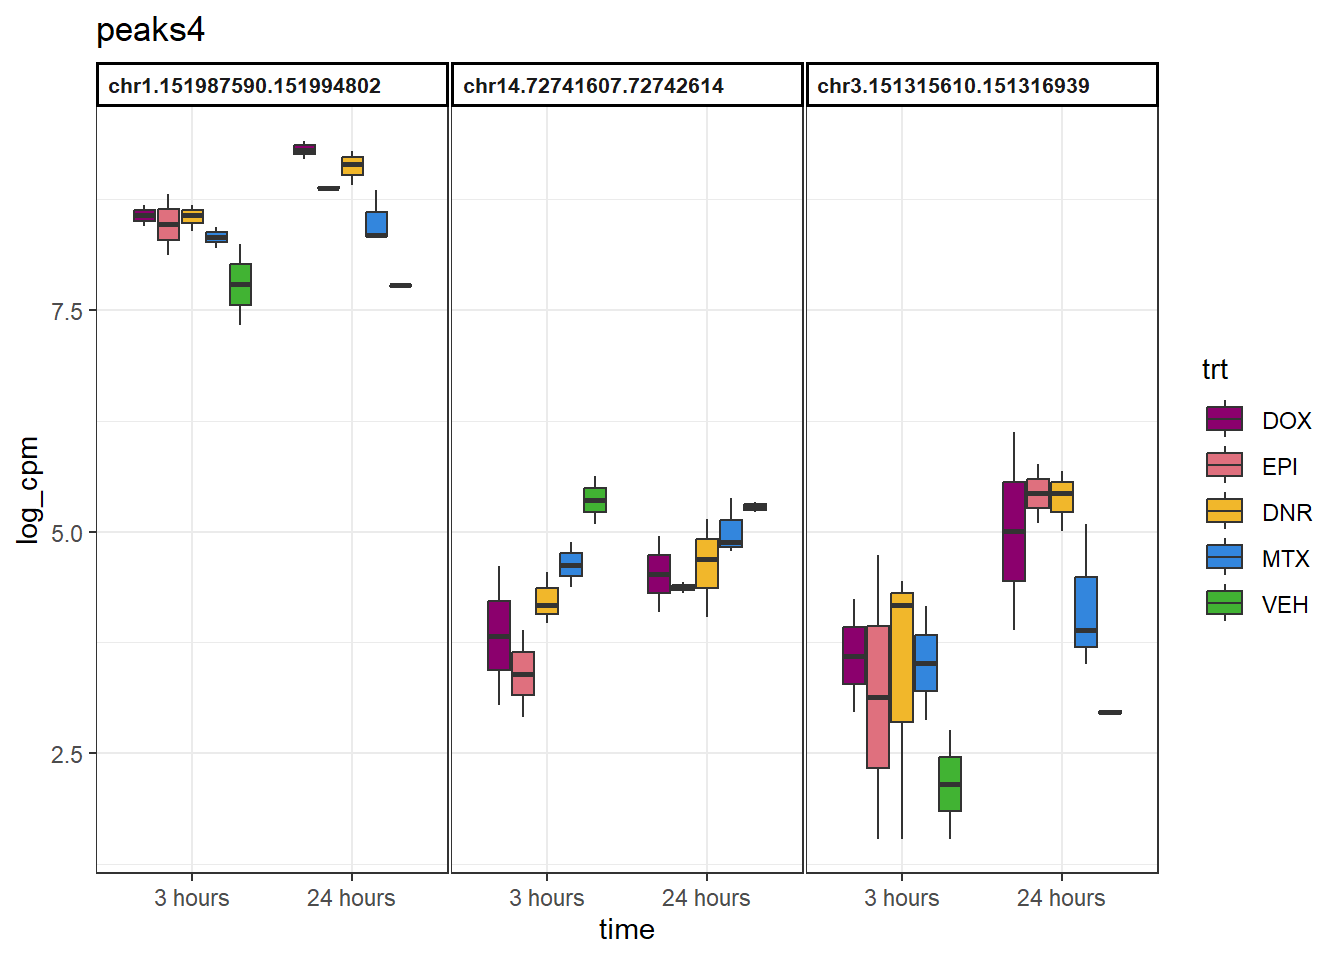 peaks4
chr1.151987590.151994802
chr14.72741607.72742614
chr3.151315610.151316939
log_cpm
7.5
5.0
2.5
3 hours
24 hours
3 hours
24 hours
3 hours
24 hours
time
trt
DOX
EPI
DNR
MTX
VEH